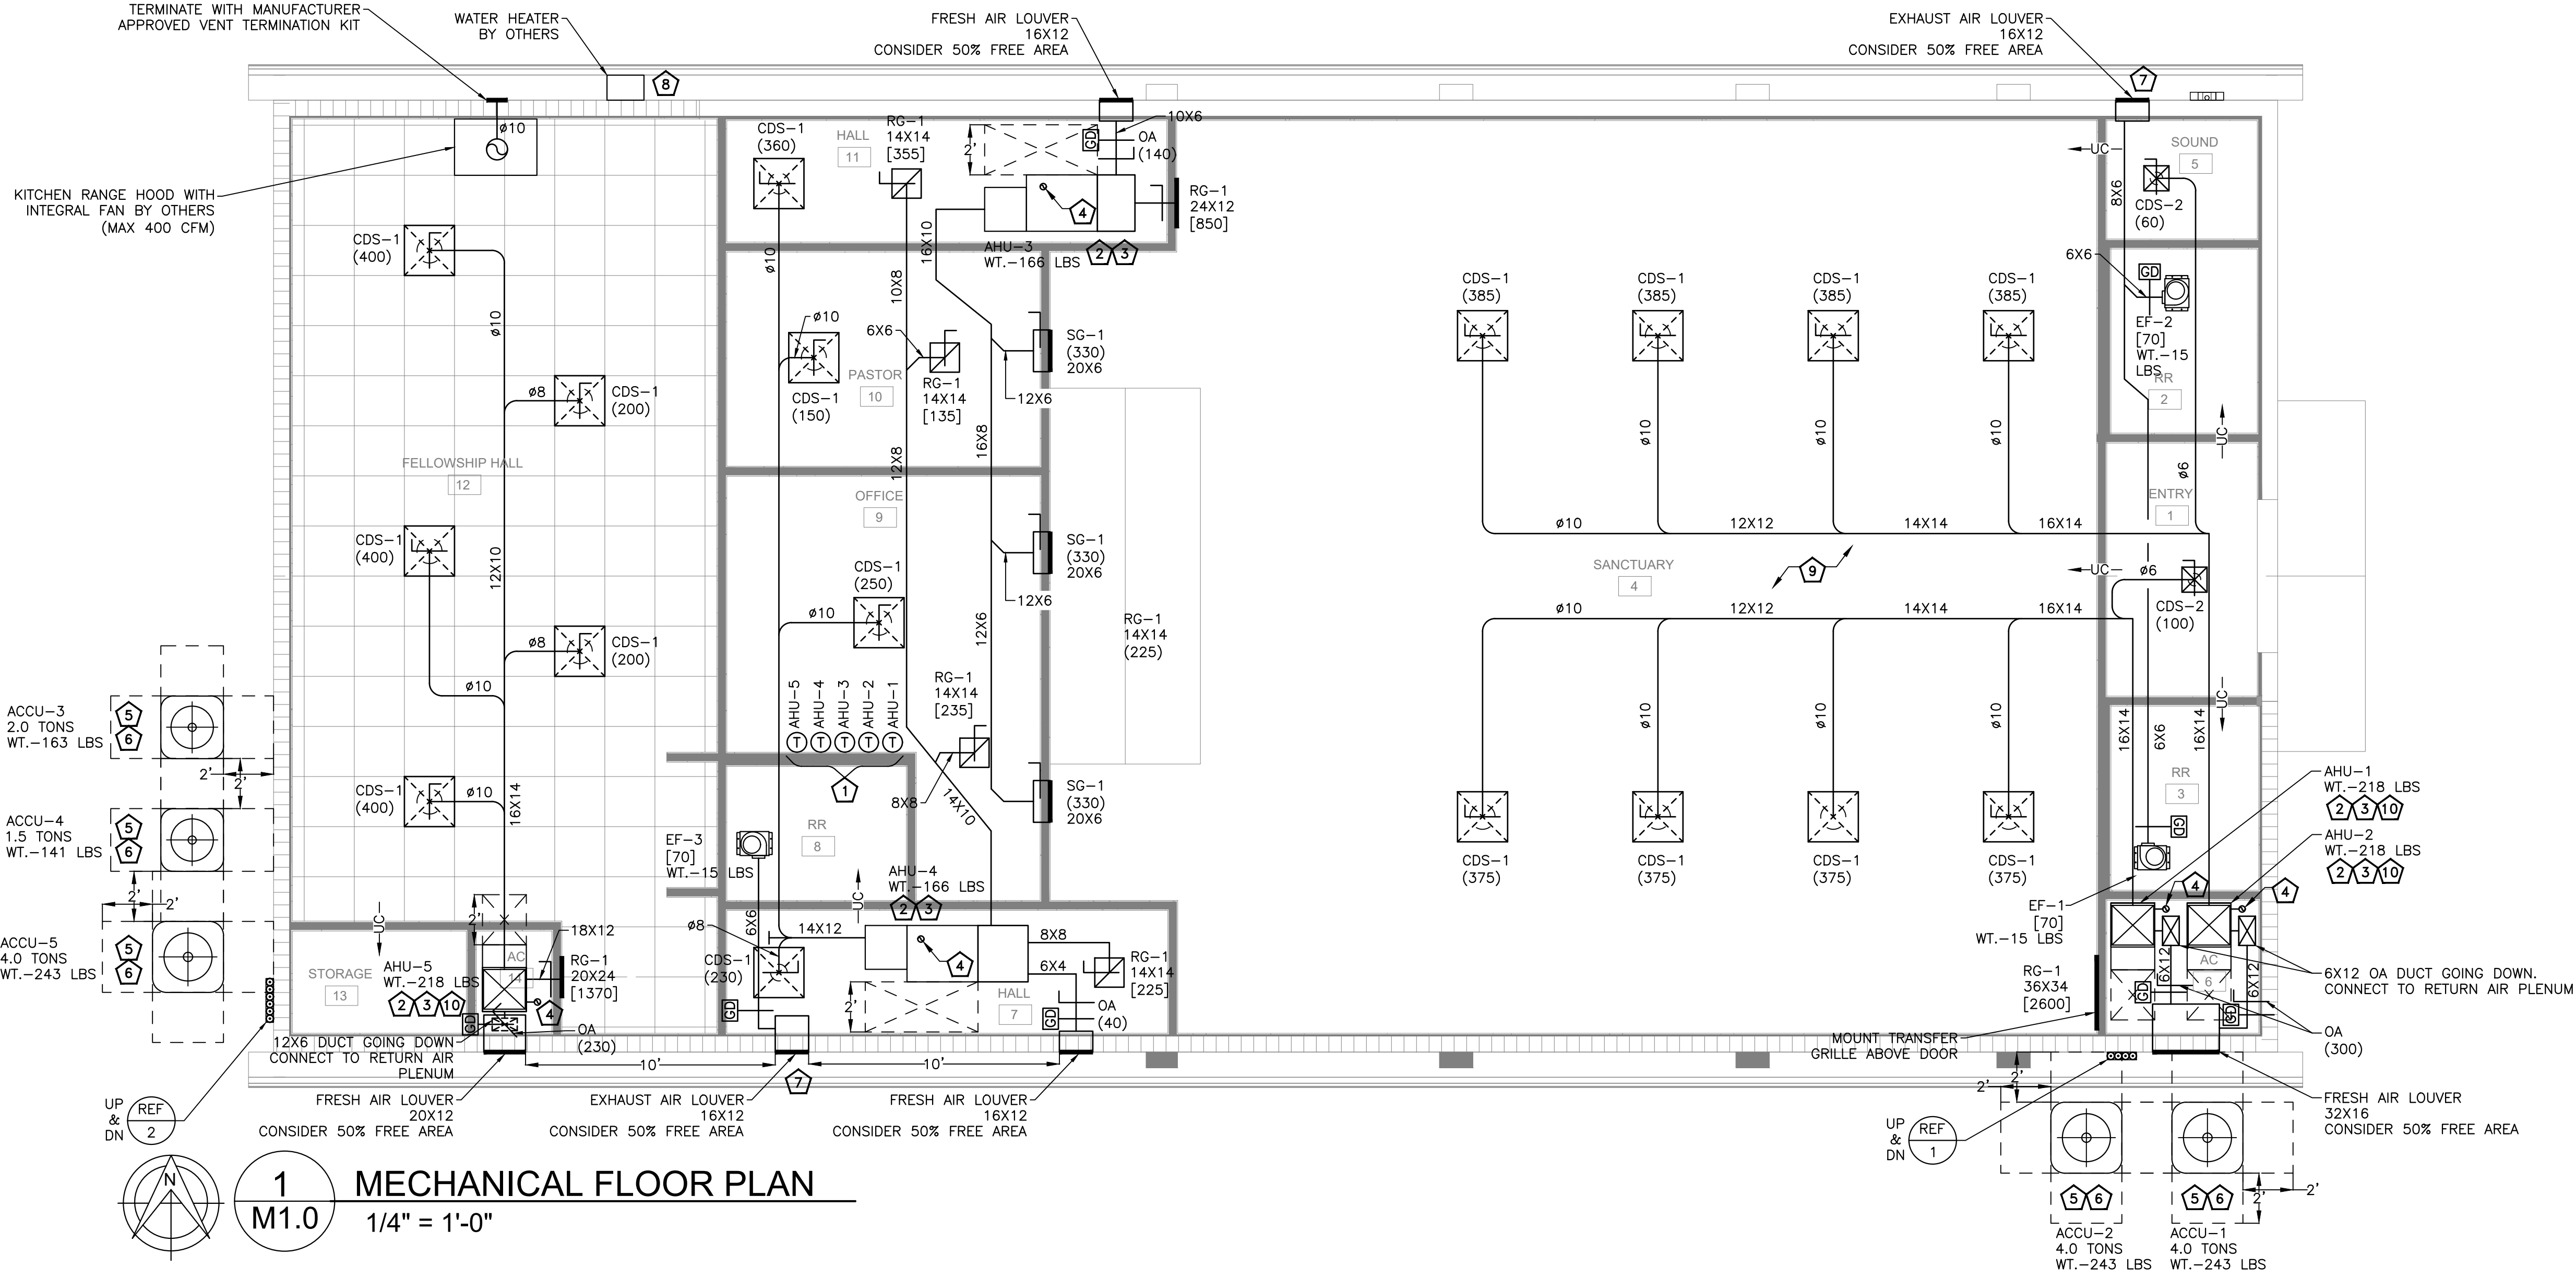 TERMINATE WITH MANUFACTURER
APPROVED VENT TERMINATION KIT
WATER HEATER
BY OTHERS
8
FRESH AIR LOUVER
16X12
CONSIDER 50% FREE AREA
EXHAUST AIR LOUVER
16X12
CONSIDER 50% FREE AREA
7
KITCHEN RANGE HOOD WITH
INTEGRAL FAN BY OTHERS
(MAX 400 CFM)
ø10
CDS-1
(400)
ø10
ø8
CDS-1
(200)
FELLOWSHIP HALL
12
CDS-1
(400)
12X10
ø8
CDS-1
(200)
ø10
CDS-1
(400)
ø10
16X14
CDS-1
(360)
HALL
11
RG-1
14X14
[355]
2'
GD
10X6
OA
(140)
4
RG-1
24X12
[850]
ø10
16X10
AHU-3
WT.-166 LBS
2
3
10X8
ø10
CDS-1
(150)
PASTOR
10
6X6
RG-1
14X14
[135]
SG-1
(330)
20X6
12X6
16X8
12X8
OFFICE
9
SG-1
(330)
20X6
12X6
CDS-1
(250)
ø10
12X6
RG-1
14X14
(225)
AHU-5
AHU-4
AHU-3
AHU-2
AHU-1
T
T
T
T
T
1
RG-1
14X14
[235]
8X8
14X10
SG-1
(330)
20X6
RR
8
EF-3
[70]
WT.-15 LBS
AHU-4
WT.-166 LBS
2
3
UC
6X6
ø8
14X12
CDS-1
(230)
GD
4
8X8
6X4
RG-1
14X14
[225]
2'
HALL
7
GD
OA
(40)
CDS-1
(385)
CDS-1
(385)
CDS-1
(385)
CDS-1
(385)
ø10
ø10
ø10
ø10
12X12
14X14
16X14
SANCTUARY
4
9
ø10
12X12
14X14
16X14
ø10
ø10
ø10
CDS-1
(375)
CDS-1
(375)
CDS-1
(375)
CDS-1
(375)
UC
SOUND
5
8X6
CDS-2
(60)
6X6
GD
EF-2
[70]
WT.-15
LBS
RR
2
UC
ø6
ENTRY
1
UC
ø6
CDS-2
(100)
UC
16X14
6X6
16X14
RR
3
GD
AHU-1
WT.-218 LBS
2
3
10
AHU-2
WT.-218 LBS
2
3
10
4
4
EF-1
[70]
WT.-15 LBS
RG-1
36X34
[2600]
6X12
AC
6
6X12
GD
GD
6X12 OA DUCT GOING DOWN.
CONNECT TO RETURN AIR PLENUM
OA
(300)
MOUNT TRANSFER
GRILLE ABOVE DOOR
ACCU-3
2.0 TONS
WT.-163 LBS
5
6
2'
2'
ACCU-4
1.5 TONS
WT.-141 LBS
5
6
2'
2'
ACCU-5
4.0 TONS
WT.-243 LBS
5
6
UC
STORAGE
13
2'
AC
14
18X12
RG-1
20X24
[1370]
AHU-5
WT.-218 LBS
2
3
10
4
GD
OA
(230)
12X6 DUCT GOING DOWN
CONNECT TO RETURN AIR
PLENUM
10'
10'
7
FRESH AIR LOUVER
20X12
CONSIDER 50% FREE AREA
EXHAUST AIR LOUVER
16X12
CONSIDER 50% FREE AREA
FRESH AIR LOUVER
16X12
CONSIDER 50% FREE AREA
UP
&
DN
REF
2
UP
&
DN
REF
1
2'
2'
FRESH AIR LOUVER
32X16
CONSIDER 50% FREE AREA
5
6
5
6
2'
2'
ACCU-2
4.0 TONS
WT.-243 LBS
ACCU-1
4.0 TONS
WT.-243 LBS
N
1
M1.0
MECHANICAL FLOOR PLAN
1/4" = 1'-0"